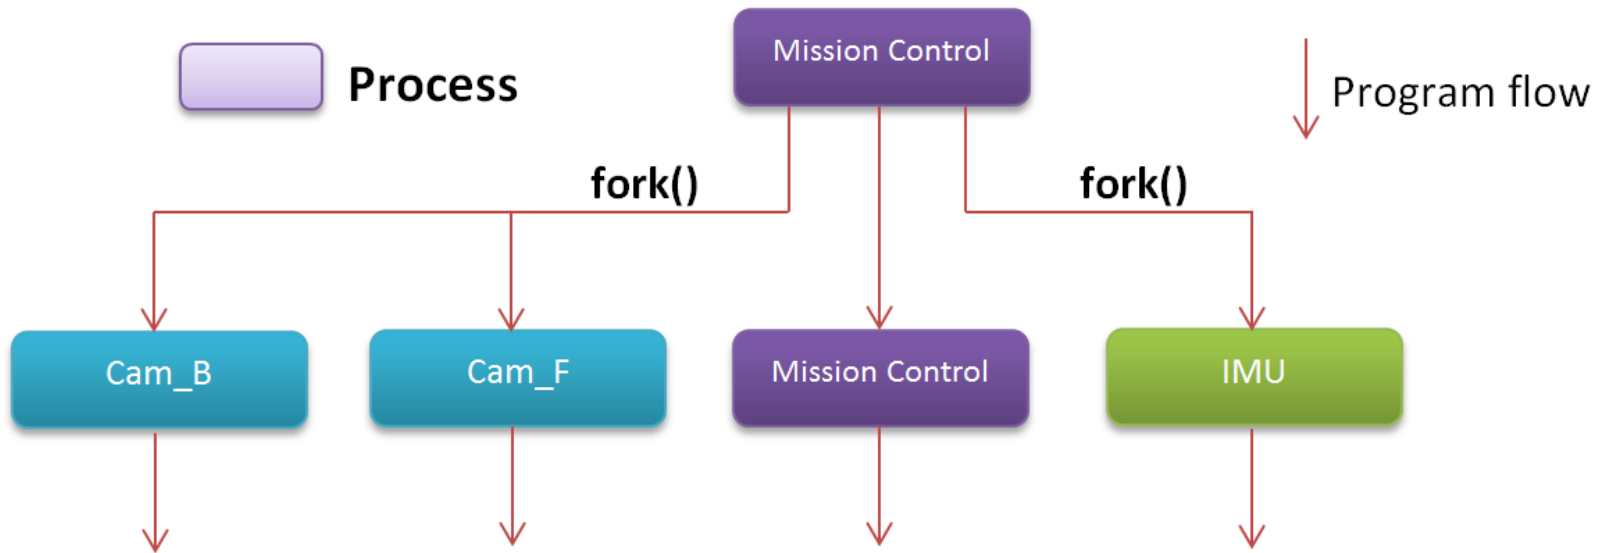 Mission Control
Process
Program flow
fork()
fork()
Cam_B
Cam_F
Mission Control
IMU